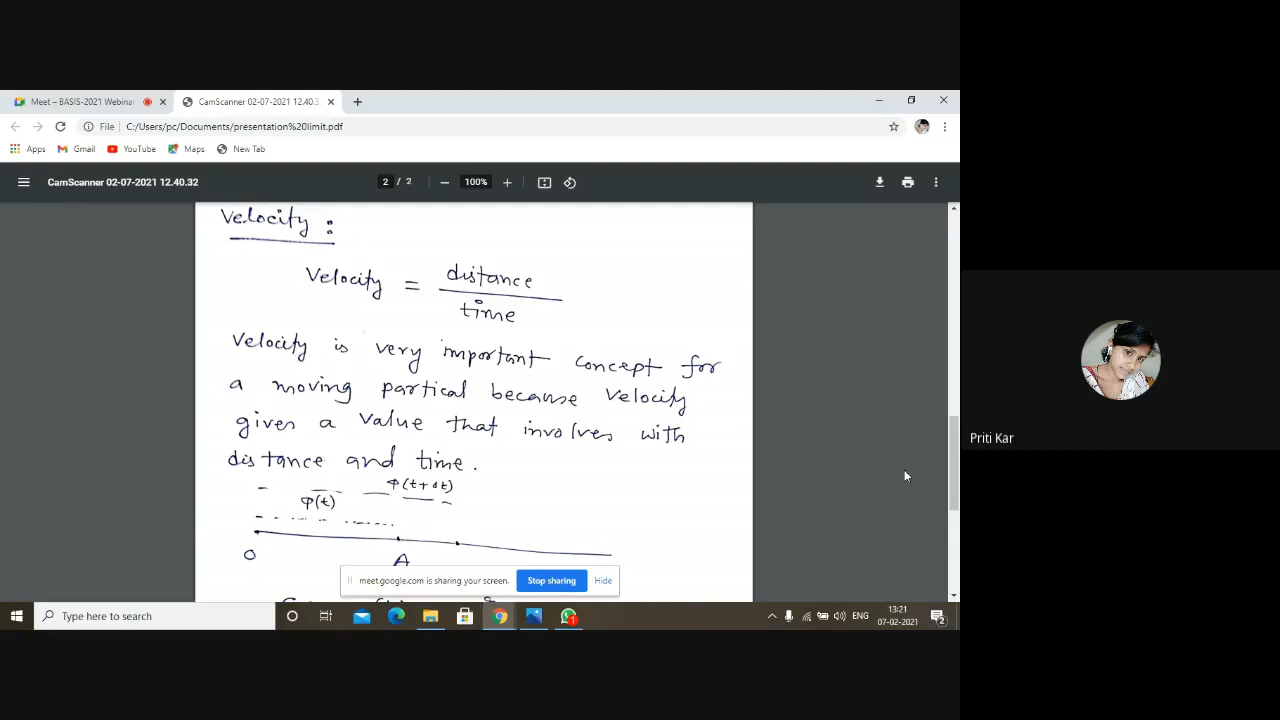 Meet – BASIS-2021 Webinar
CamScanner 02-07-2021 12.40.3
File
C:/Users/pc/Documents/presentation%20limit.pdf
Apps
Gmail
YouTube
Maps
New Tab
CamScanner 02-07-2021 12.40.32
2 / 2
100%
Velocity :
Velocity = distance
time
Velocity is very important concept for
a moving partical because velocity
gives a value that involves with
distance and time.
φ(t+Δt)
φ(t)
O
A
meet.google.com is sharing your screen.
Stop sharing
Hide
Priti Kar
Type here to search
ENG
13:21
07-02-2021
2
1